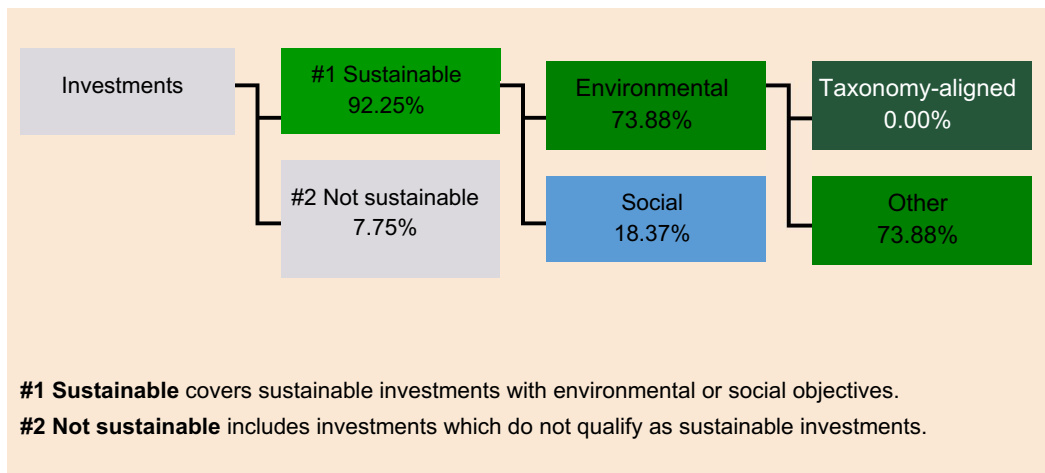 Investments
#1 Sustainable
92.25%
#2 Not sustainable
7.75%
Environmental
73.88%
Social
18.37%
Taxonomy-aligned
0.00%
Other
73.88%
#1 Sustainable covers sustainable investments with environmental or social objectives.
#2 Not sustainable includes investments which do not qualify as sustainable investments.